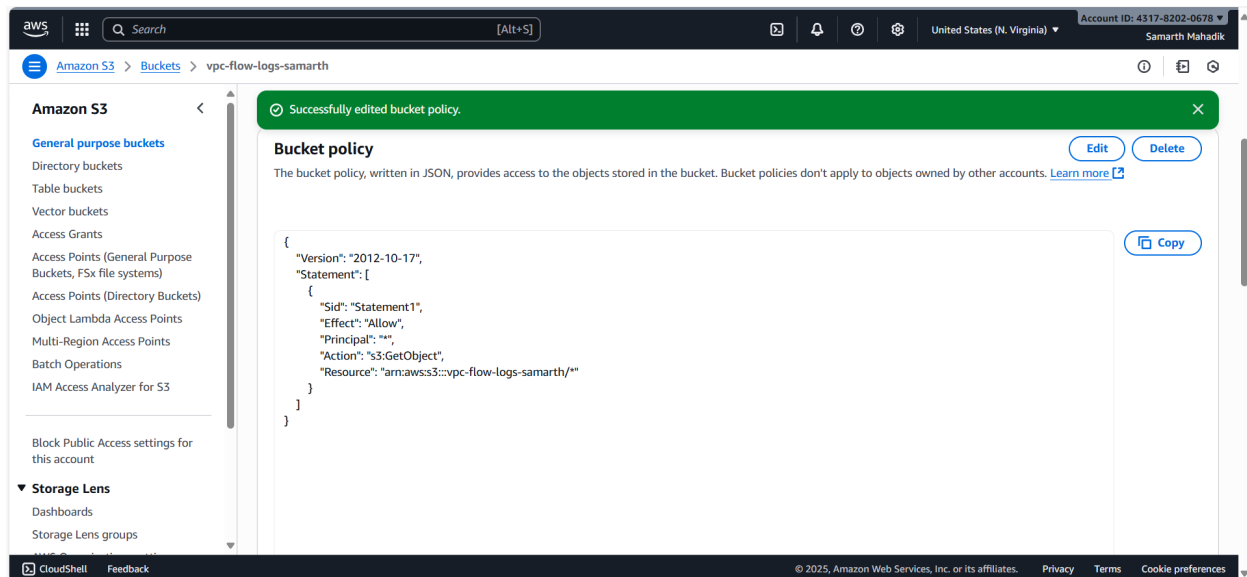 aws
Search
[Alt+S]
United States (N. Virginia) ▼
Account ID: 4317-8202-0678 ▼
Samarth Mahadik
Amazon S3 > Buckets > vpc-flow-logs-samarth
Amazon S3
General purpose buckets
Directory buckets
Table buckets
Vector buckets
Access Grants
Access Points (General Purpose
Buckets, FSx file systems)
Access Points (Directory Buckets)
Object Lambda Access Points
Multi-Region Access Points
Batch Operations
IAM Access Analyzer for S3
Block Public Access settings for
this account
▼ Storage Lens
Dashboards
Storage Lens groups
Successfully edited bucket policy.
Bucket policy
Edit
Delete
The bucket policy, written in JSON, provides access to the objects stored in the bucket. Bucket policies don't apply to objects owned by other accounts. Learn more
Copy
{
"Version": "2012-10-17",
"Statement": [
{
"Sid": "Statement1",
"Effect": "Allow",
"Principal": "*",
"Action": "s3:GetObject",
"Resource": "arn:aws:s3:::vpc-flow-logs-samarth/*"
}
]
}
CloudShell
Feedback
© 2025, Amazon Web Services, Inc. or its affiliates.
Privacy
Terms
Cookie preferences